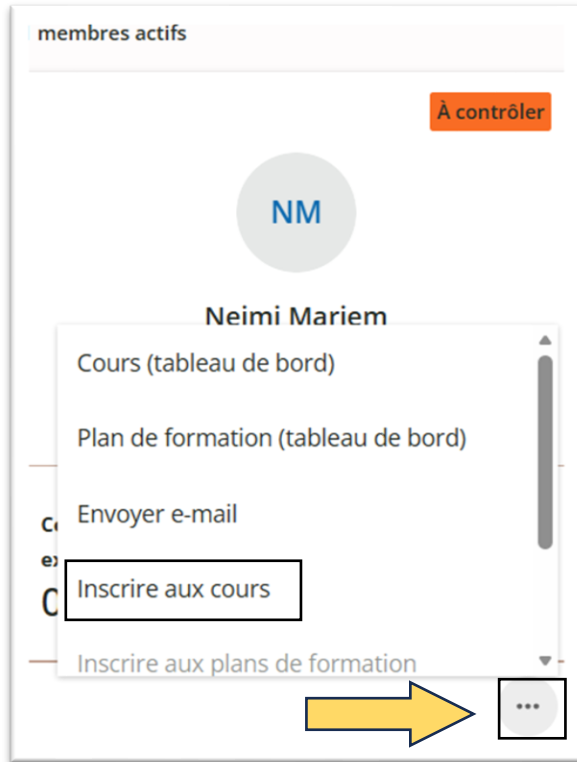 membres actifs
À contrôler
NM
Neimi Mariem
Cours (tableau de bord)
Plan de formation (tableau de bord)
Envoyer e-mail
Inscrire aux cours
Inscrire aux plans de formation